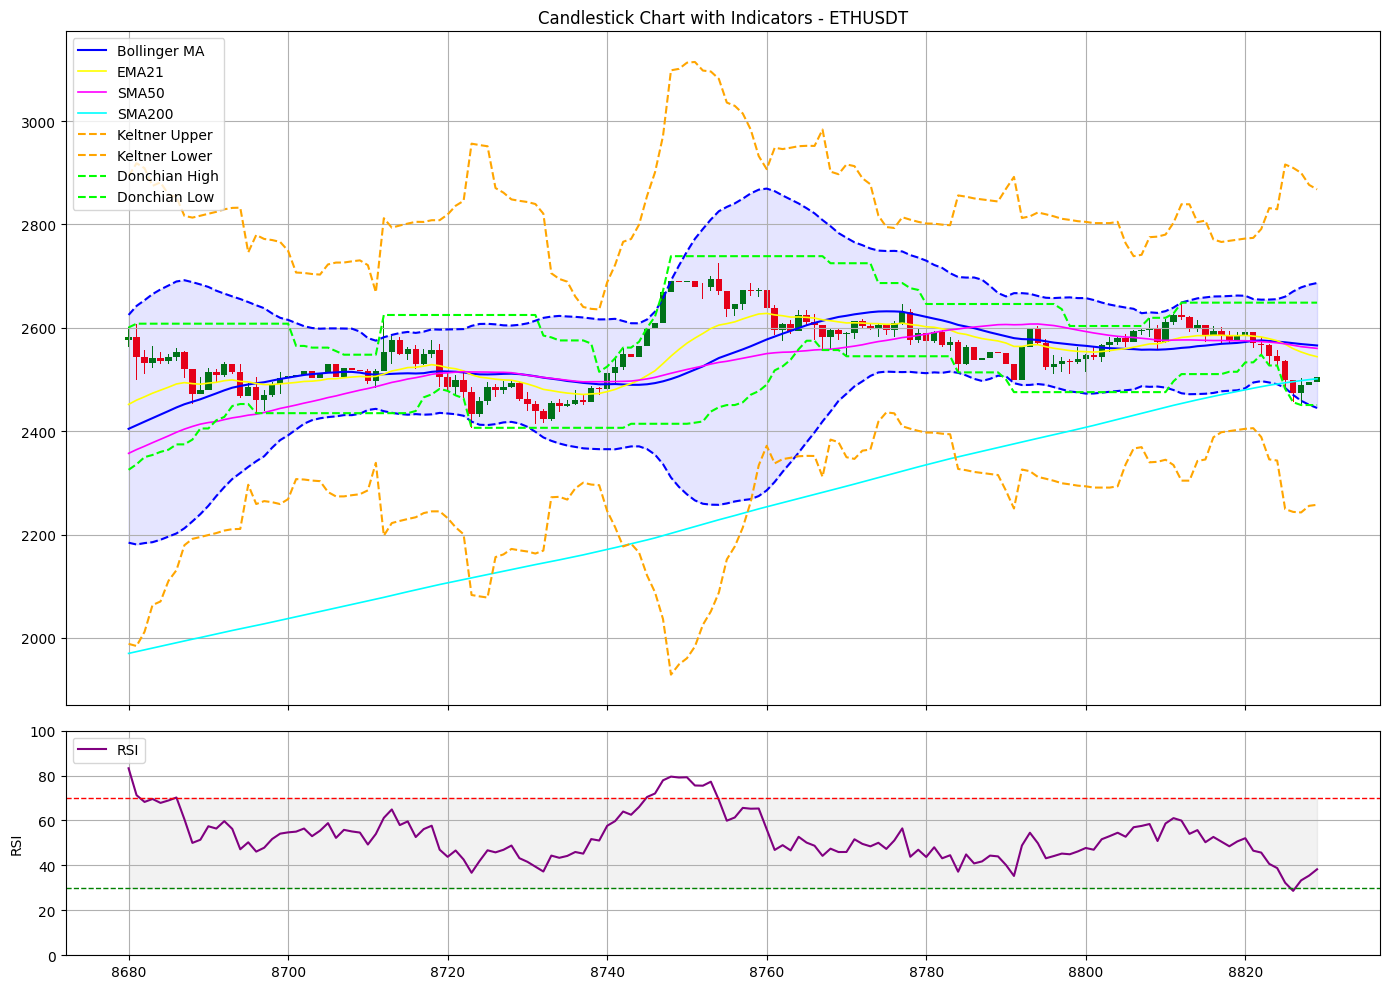 Candlestick Chart with Indicators - ETHUSDT
Bollinger MA
EMA21
SMA50
SMA200
Keltner Upper
Keltner Lower
Donchian High
Donchian Low
3000
2800
2600
2400
2200
2000
RSI
100
80
60
40
20
0
RSI
8680 8700 8720 8740 8760 8780 8800 8820